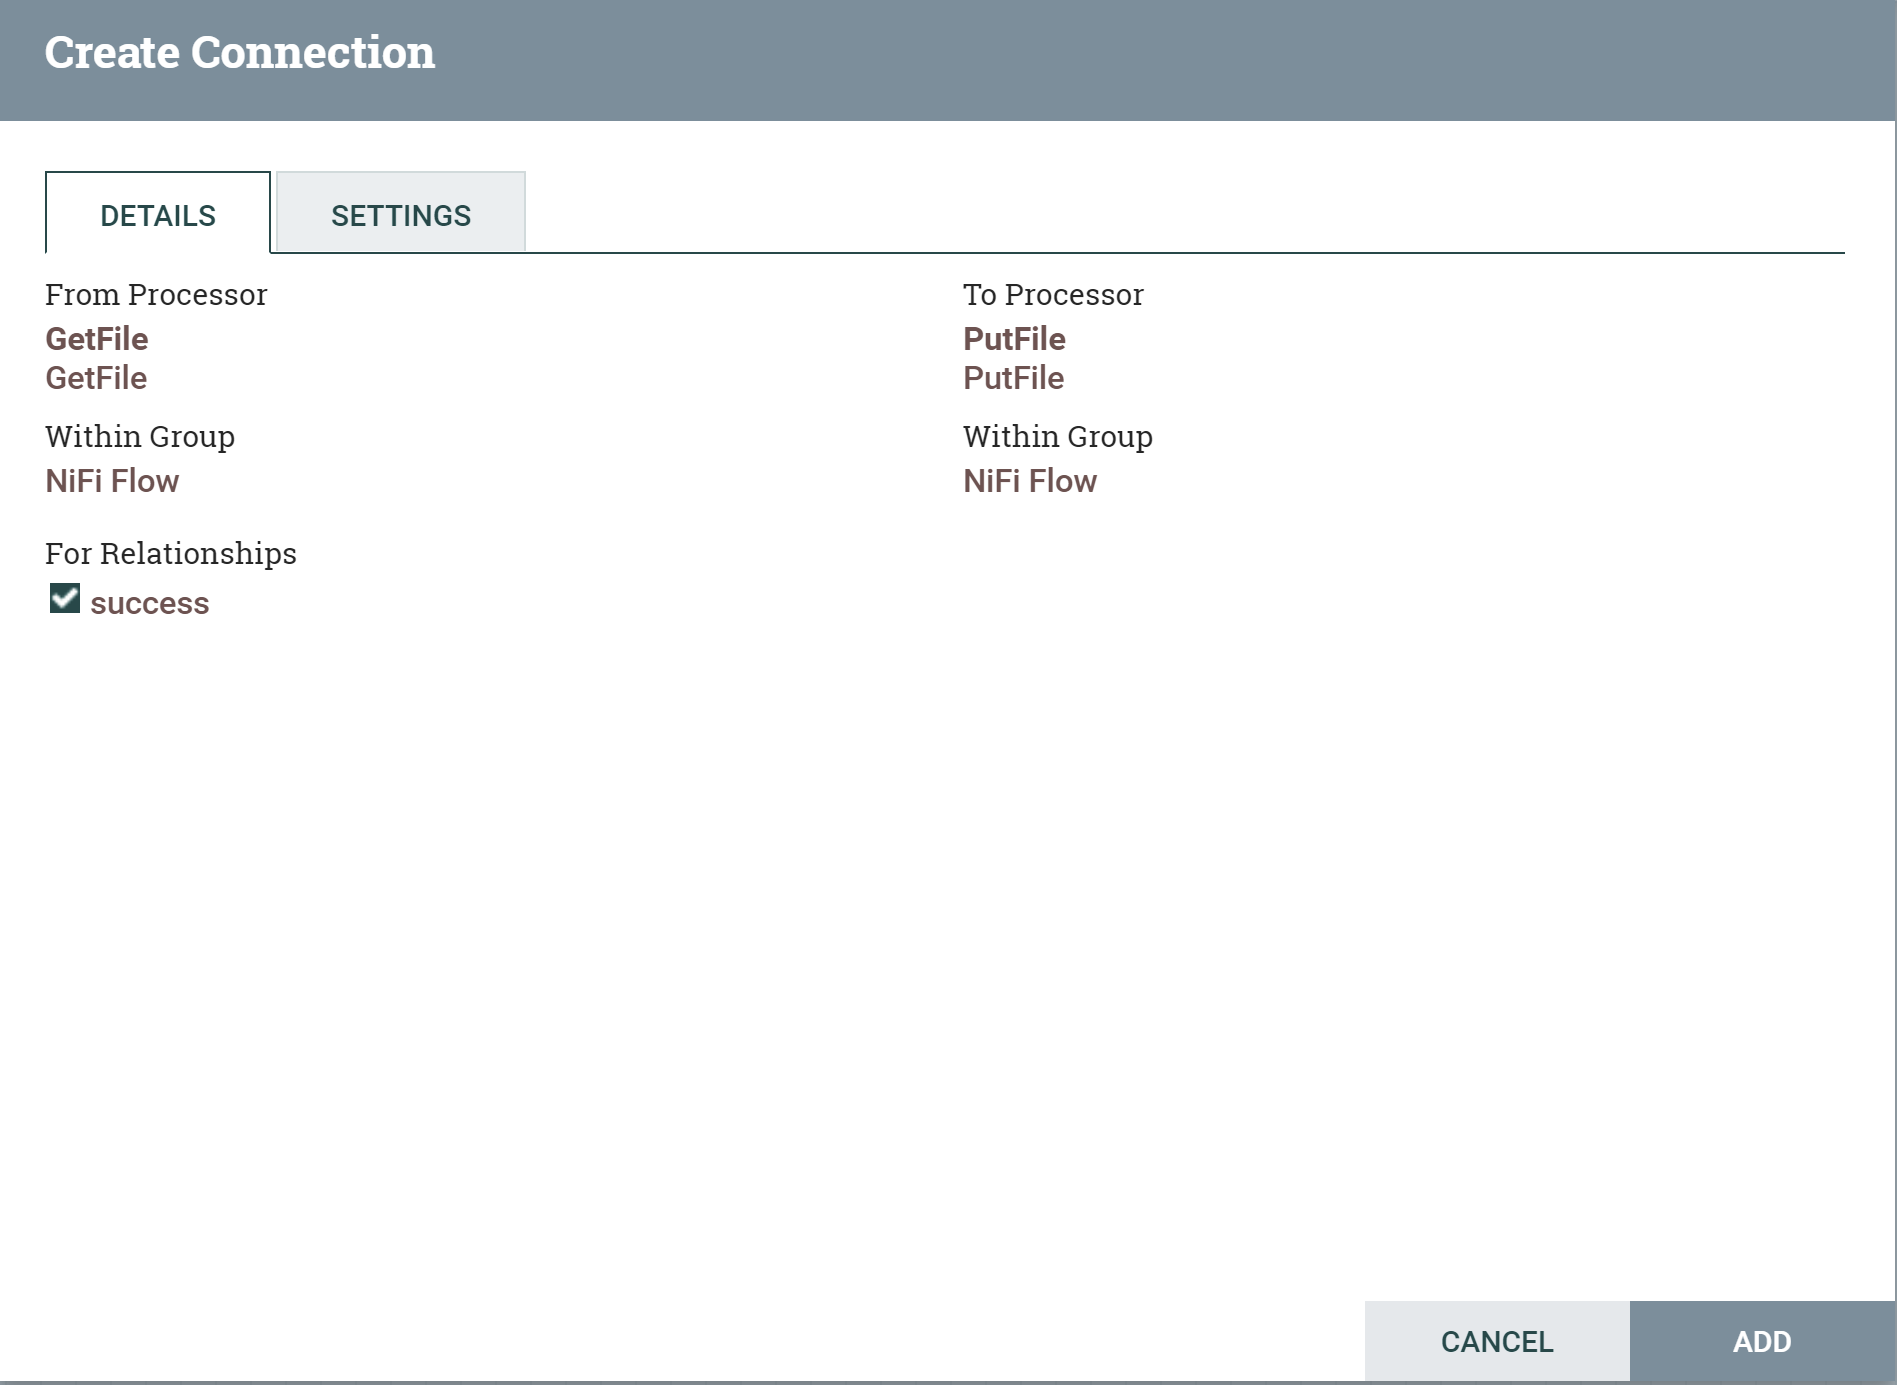 Create Connection
DETAILS
SETTINGS
From Processor
GetFile
GetFile
Within Group
NiFi Flow
For Relationships
success
To Processor
PutFile
PutFile
Within Group
NiFi Flow
CANCEL
ADD